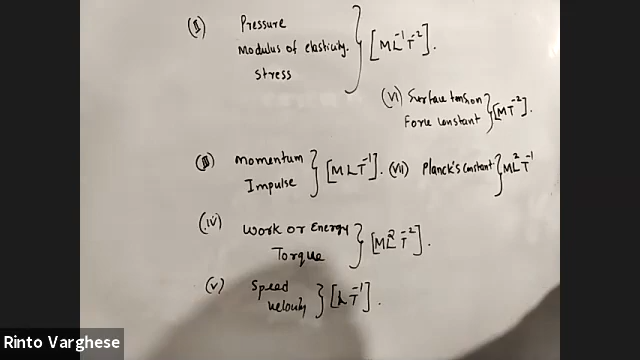 (II) Pressure
Modulus of elasticity. } [ML⁻¹T⁻²].
Stress
(VI) Surface tension
Force constant } [MT⁻²].
(III) Momentum
Impulse } [MLT⁻¹].
(VII) Planck's Constant } ML²T⁻¹
(iv) Work or Energy
Torque } [ML²T⁻²].
(v) Speed
velocity } [LT⁻¹].
Rinto Varghese